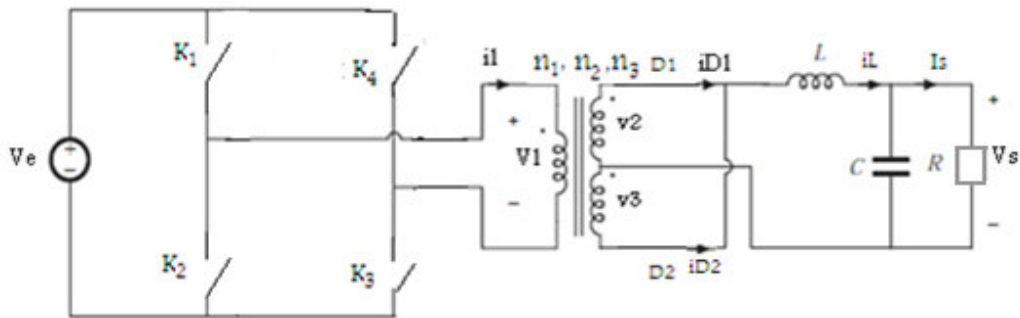 K1
K4
i1
n1, n2, n3
D1
iD1
L
iL
Is
+
+
+
Ve
-
V1
-
v2
v3
C
R
Vs
-
K2
K3
D2
iD2